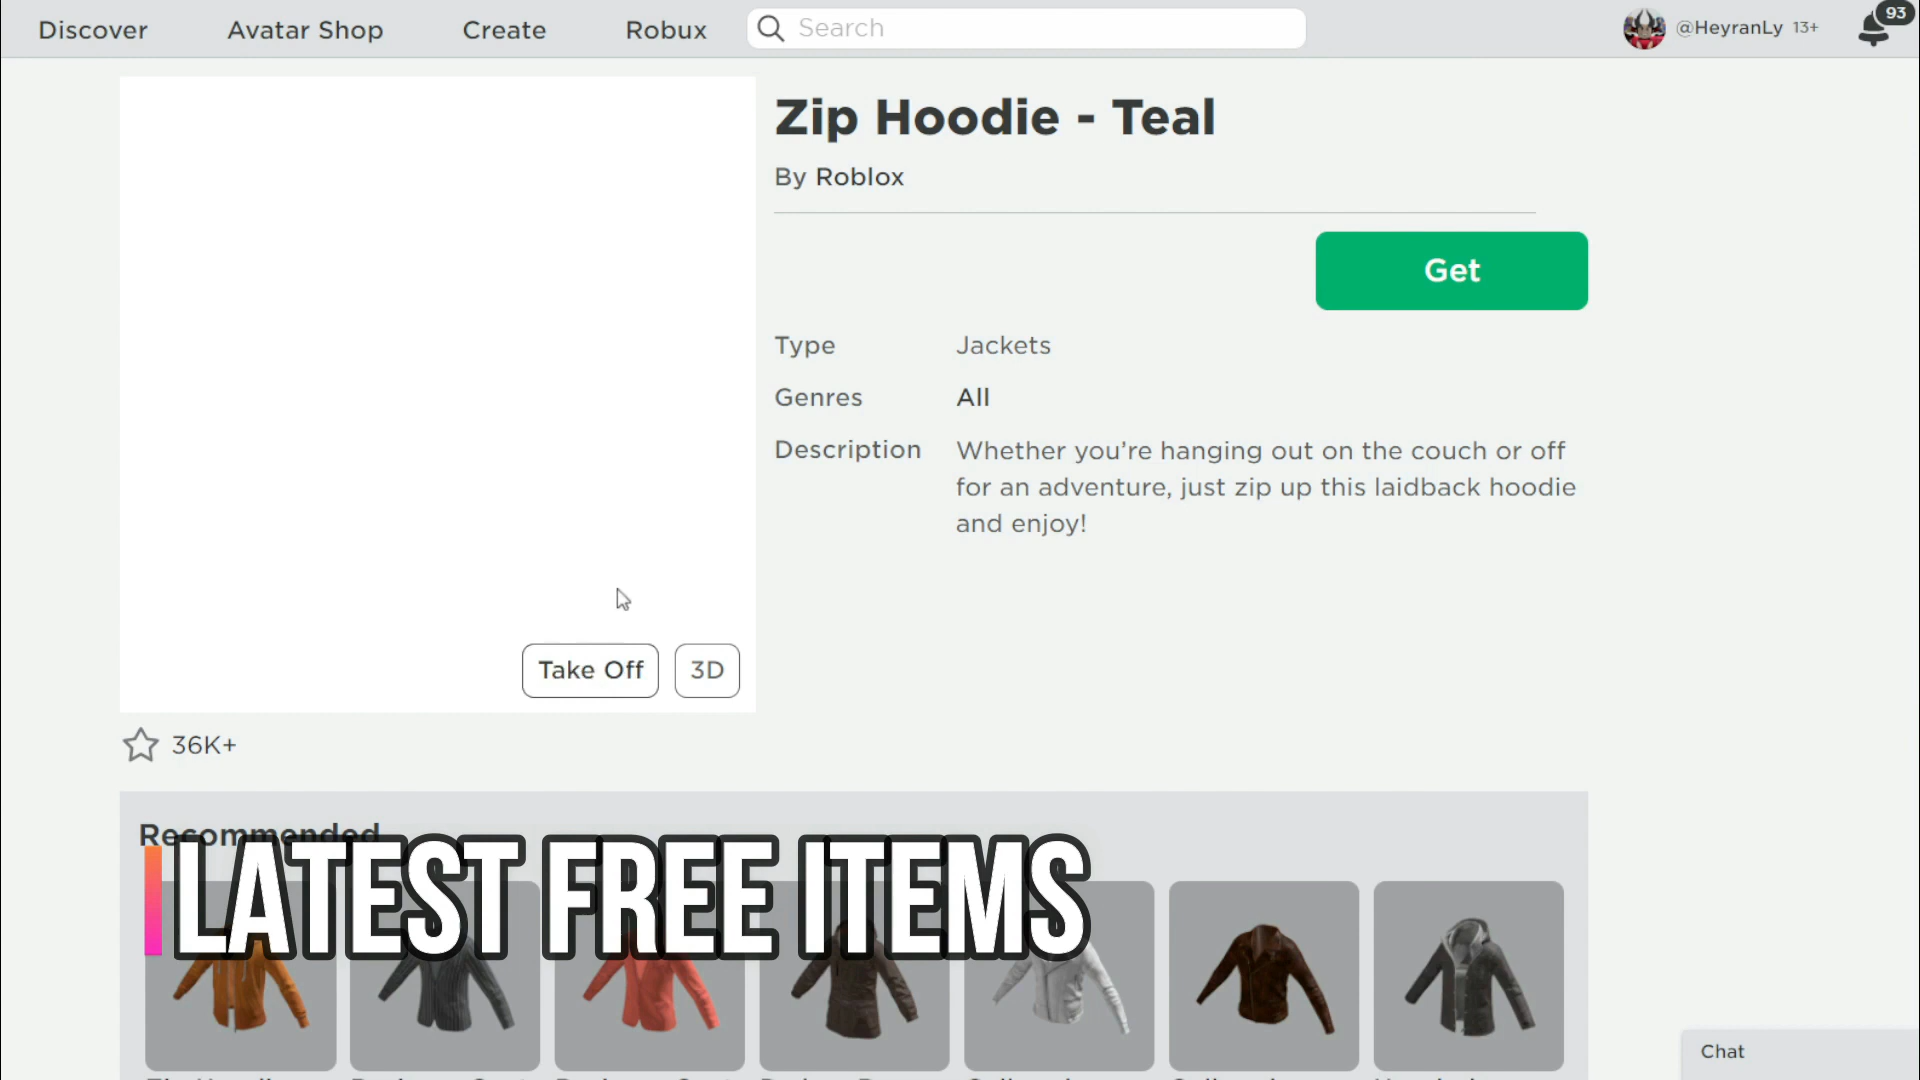 Discover Avatar Shop Create Robux Search @HeyranLy 13+ 93
Zip Hoodie - Teal
By Roblox
Get
Type Jackets
Genres All
Description Whether you're hanging out on the couch or off
for an adventure, just zip up this laidback hoodie
and enjoy!
Take Off 3D
36K+
Recommended
LATEST FREE ITEMS
Chat